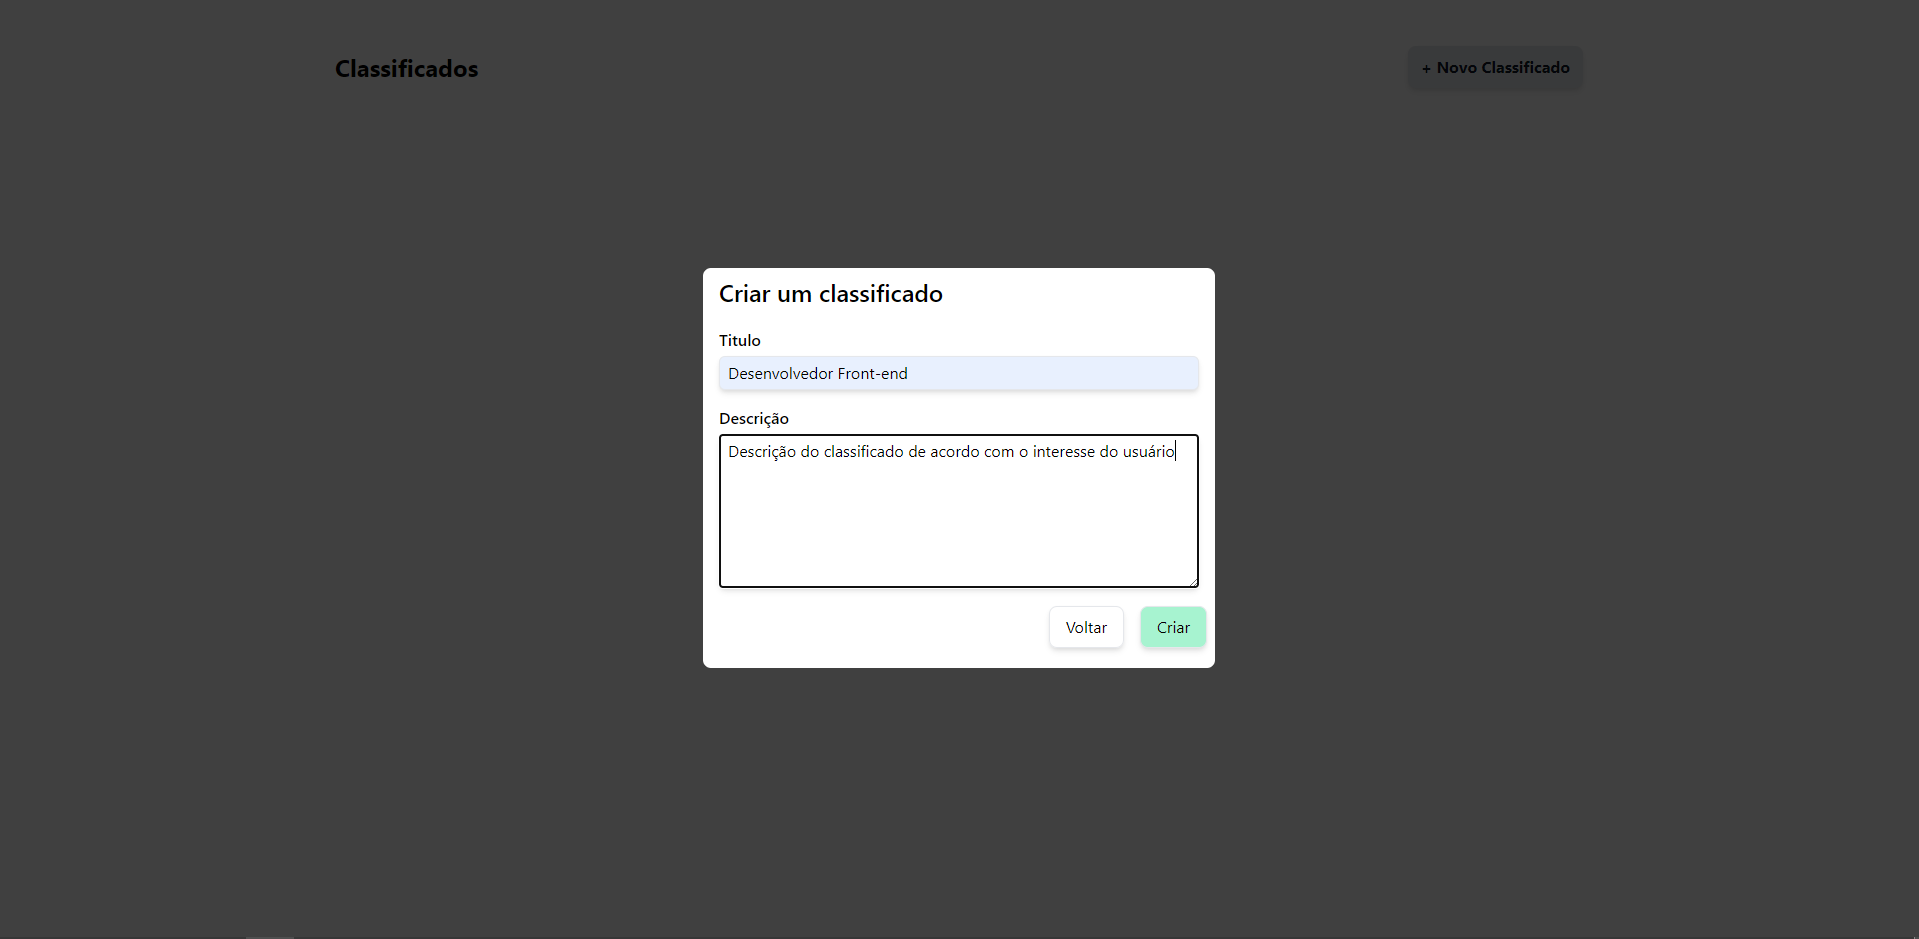 Classificados
+ Novo Classificado
Criar um classificado
Titulo
Desenvolvedor Front-end
Descrição
Descrição do classificado de acordo com o interesse do usuário
Voltar
Criar